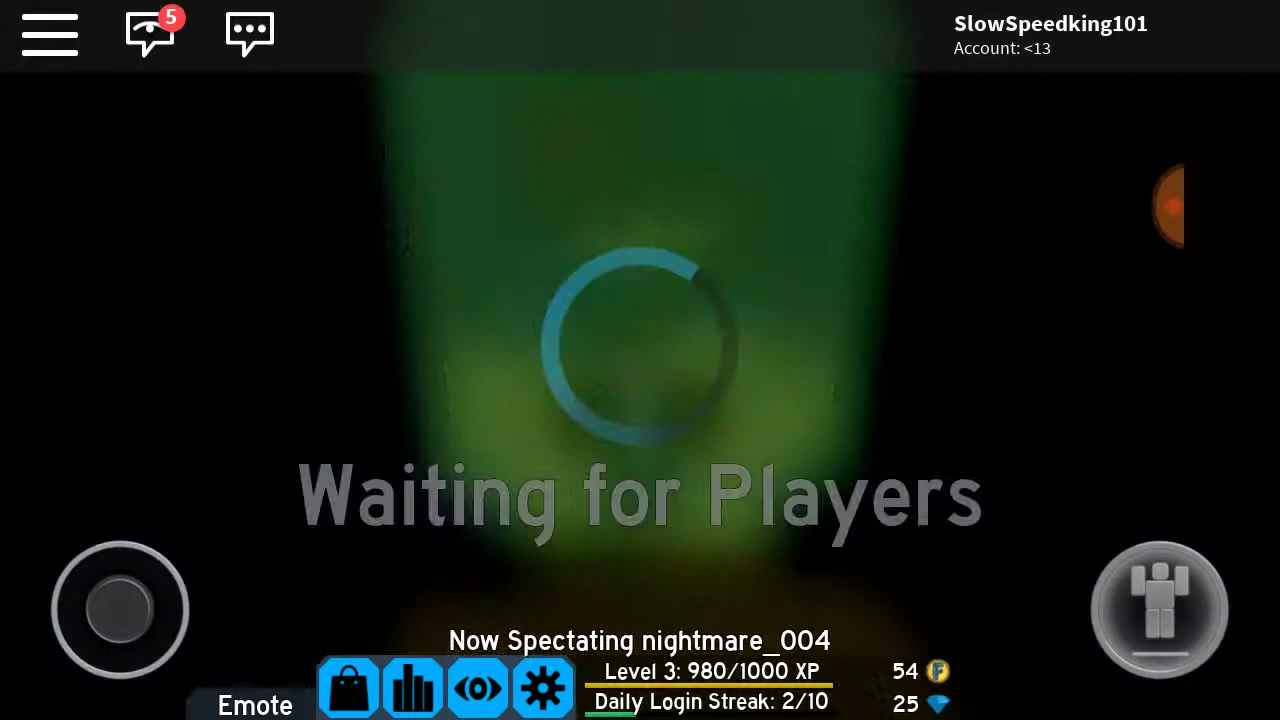 5
SlowSpeedking101
Account: <13
Waiting for Players
Now Spectating nightmare_004
Level 3: 980/1000 XP
54
F
Daily Login Streak: 2/10
25
Emote